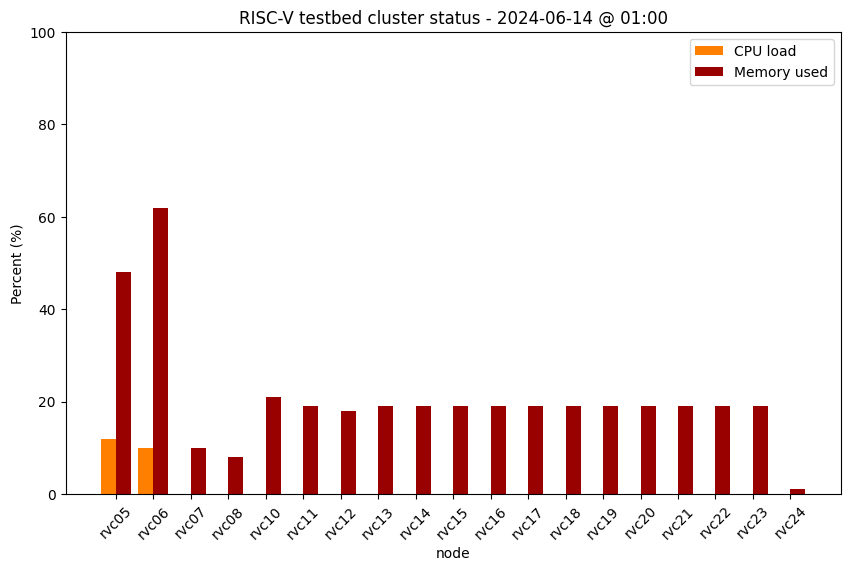 RISC-V testbed cluster status - 2024-06-14 @ 01:00
CPU load
Memory used
Percent (%)
100
80
60
40
20
0
rvc05 rvc06 rvc07 rvc08 rvc10 rvc11 rvc12 rvc13 rvc14 rvc15 rvc16 rvc17 rvc18 rvc19 rvc20 rvc21 rvc22 rvc23 rvc24
node